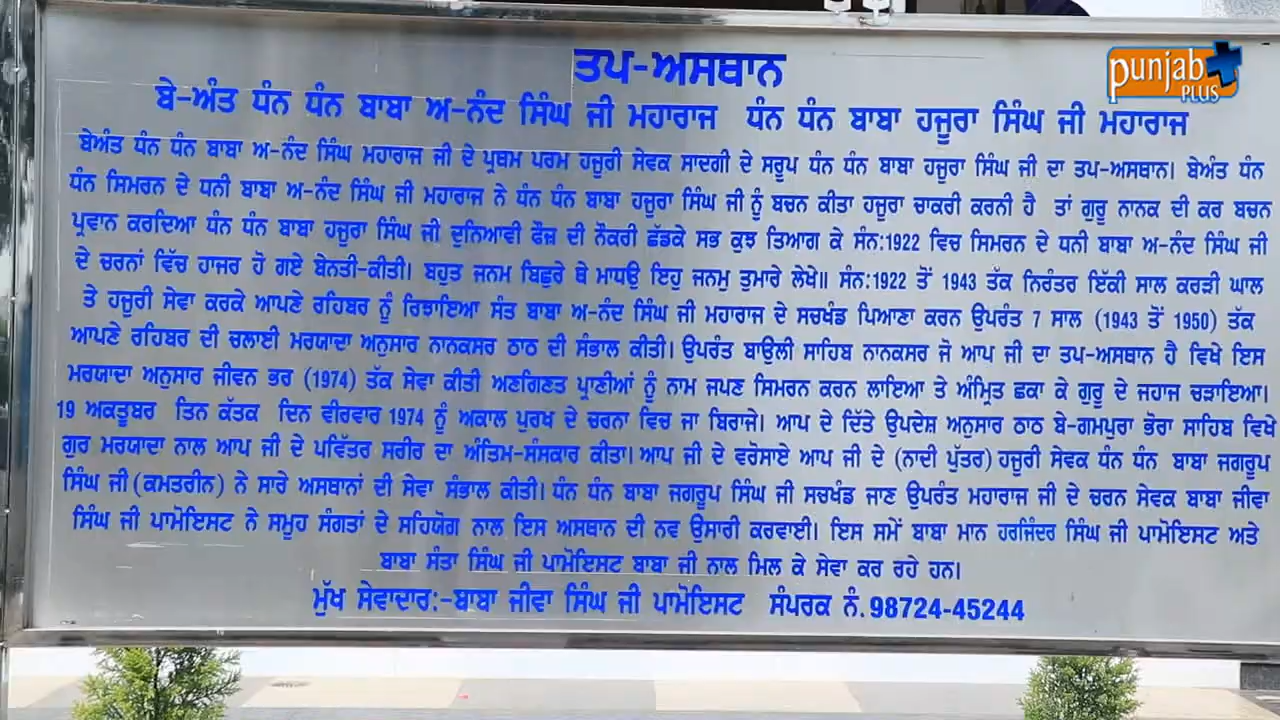 ਤਪ-ਅਸਥਾਨ
punjab PLUS
ਬੇ-ਅੰਤ ਧੰਨ ਧੰਨ ਬਾਬਾ ਅ-ਨੰਦ ਸਿੰਘ ਜੀ ਮਹਾਰਾਜ ਧੰਨ ਧੰਨ ਬਾਬਾ ਹਜੂਰਾ ਸਿੰਘ ਜੀ ਮਹਾਰਾਜ
ਬੇਅੰਤ ਧੰਨ ਧੰਨ ਬਾਬਾ ਅ-ਨੰਦ ਸਿੰਘ ਮਹਾਰਾਜ ਜੀ ਦੇ ਪ੍ਰਥਮ ਪਰਮ ਹਜੂਰੀ ਸੇਵਕ ਸਾਦਗੀ ਦੇ ਸਰੂਪ ਧੰਨ ਧੰਨ ਬਾਬਾ ਹਜੂਰਾ ਸਿੰਘ ਜੀ ਦਾ ਤਪ-ਅਸਥਾਨ। ਬੇਅੰਤ ਧੰਨ
ਧੰਨ ਸਿਮਰਨ ਦੇ ਧਨੀ ਬਾਬਾ ਅ-ਨੰਦ ਸਿੰਘ ਜੀ ਮਹਾਰਾਜ ਨੇ ਧੰਨ ਧੰਨ ਬਾਬਾ ਹਜੂਰਾ ਸਿੰਘ ਜੀ ਨੂੰ ਬਚਨ ਕੀਤਾ ਹਜੂਰਾ ਚਾਕਰੀ ਕਰਨੀ ਹੈ ਤਾਂ ਗੁਰੂ ਨਾਨਕ ਦੀ ਕਰ ਬਚਨ
ਪ੍ਰਵਾਨ ਕਰਦਿਆ ਧੰਨ ਧੰਨ ਬਾਬਾ ਹਜੂਰਾ ਸਿੰਘ ਜੀ ਦੁਨਿਆਵੀ ਫੌਜ਼ ਦੀ ਨੌਕਰੀ ਛੱਡਕੇ ਸਭ ਕੁਝ ਤਿਆਗ ਕੇ ਸੰਨ:1922 ਵਿਚ ਸਿਮਰਨ ਦੇ ਧਨੀ ਬਾਬਾ ਅ-ਨੰਦ ਸਿੰਘ ਜੀ
ਦੇ ਚਰਨਾਂ ਵਿੱਚ ਹਾਜਰ ਹੋ ਗਏ ਬੇਨਤੀ-ਕੀਤੀ। ਬਹੁਤ ਜਨਮ ਬਿਛੁਰੇ ਥੇ ਮਾਧਉ ਇਹੁ ਜਨਮੁ ਤੁਮਾਰੇ ਲੇਖੇ॥ ਸੰਨ:1922 ਤੋਂ 1943 ਤੱਕ ਨਿਰੰਤਰ ਇੱਕੀ ਸਾਲ ਕਰੜੀ ਘਾਲ
ਤੇ ਹਜੂਰੀ ਸੇਵਾ ਕਰਕੇ ਆਪਣੇ ਰਹਿਬਰ ਨੂੰ ਰਿਝਾਇਆ ਸੰਤ ਬਾਬਾ ਅ-ਨੰਦ ਸਿੰਘ ਜੀ ਮਹਾਰਾਜ ਦੇ ਸਚਖੰਡ ਪਿਆਣਾ ਕਰਨ ਉਪਰੰਤ 7 ਸਾਲ (1943 ਤੋਂ 1950) ਤੱਕ
ਆਪਣੇ ਰਹਿਬਰ ਦੀ ਚਲਾਈ ਮਰਯਾਦਾ ਅਨੁਸਾਰ ਨਾਨਕਸਰ ਠਾਠ ਦੀ ਸੰਭਾਲ ਕੀਤੀ। ਉਪਰੰਤ ਬਾਉਲੀ ਸਾਹਿਬ ਨਾਨਕਸਰ ਜੋ ਆਪ ਜੀ ਦਾ ਤਪ-ਅਸਥਾਨ ਹੈ ਵਿਖੇ ਇਸ
ਮਰਯਾਦਾ ਅਨੁਸਾਰ ਜੀਵਨ ਭਰ (1974) ਤੱਕ ਸੇਵਾ ਕੀਤੀ ਅਣਗਿਣਤ ਪ੍ਰਾਣੀਆਂ ਨੂੰ ਨਾਮ ਜਪਣ ਸਿਮਰਨ ਕਰਨ ਲਾਇਆ ਤੇ ਅੰਮ੍ਰਿਤ ਛਕਾ ਕੇ ਗੁਰੂ ਦੇ ਜਹਾਜ ਚੜਾਇਆ।
19 ਅਕਤੂਬਰ ਤਿਨ ਕੱਤਕ ਦਿਨ ਵੀਰਵਾਰ 1974 ਨੂੰ ਅਕਾਲ ਪੁਰਖ ਦੇ ਚਰਨਾ ਵਿਚ ਜਾ ਬਿਰਾਜੇ। ਆਪ ਦੇ ਦਿੱਤੇ ਉਪਦੇਸ਼ ਅਨੁਸਾਰ ਠਾਠ ਬੇ-ਗਮਪੁਰਾ ਭੋਰਾ ਸਾਹਿਬ ਵਿਖੇ
ਗੁਰ ਮਰਯਾਦਾ ਨਾਲ ਆਪ ਜੀ ਦੇ ਪਵਿੱਤਰ ਸਰੀਰ ਦਾ ਅੰਤਿਮ-ਸੰਸਕਾਰ ਕੀਤਾ। ਆਪ ਜੀ ਦੇ ਵਰੋਸਾਏ ਆਪ ਜੀ ਦੇ (ਨਾਦੀ ਪੁੱਤਰ) ਹਜੂਰੀ ਸੇਵਕ ਧੰਨ ਧੰਨ ਬਾਬਾ ਜਗਰੂਪ
ਸਿੰਘ ਜੀ (ਕਮਤਰੀਨ) ਨੇ ਸਾਰੇ ਅਸਥਾਨਾਂ ਦੀ ਸੇਵਾ ਸੰਭਾਲ ਕੀਤੀ। ਧੰਨ ਧੰਨ ਬਾਬਾ ਜਗਰੂਪ ਸਿੰਘ ਜੀ ਸਚਖੰਡ ਜਾਣ ਉਪਰੰਤ ਮਹਾਰਾਜ ਜੀ ਦੇ ਚਰਨ ਸੇਵਕ ਬਾਬਾ ਜੀਵਾ
ਸਿੰਘ ਜੀ ਪਾਮੋਇਸਟ ਨੇ ਸਮੂਹ ਸੰਗਤਾਂ ਦੇ ਸਹਿਯੋਗ ਨਾਲ ਇਸ ਅਸਥਾਨ ਦੀ ਨਵ ਉਸਾਰੀ ਕਰਵਾਈ। ਇਸ ਸਮੇਂ ਬਾਬਾ ਮਾਨ ਹਰਜਿੰਦਰ ਸਿੰਘ ਜੀ ਪਾਮੋਇਸਟ ਅਤੇ
ਬਾਬਾ ਸੰਤਾ ਸਿੰਘ ਜੀ ਪਾਮੋਇਸਟ ਬਾਬਾ ਜੀ ਨਾਲ ਮਿਲ ਕੇ ਸੇਵਾ ਕਰ ਰਹੇ ਹਨ।
ਮੁੱਖ ਸੇਵਾਦਾਰ:-ਬਾਬਾ ਜੀਵਾ ਸਿੰਘ ਜੀ ਪਾਮੋਇਸਟ ਸੰਪਰਕ ਨੰ. 98724-45244